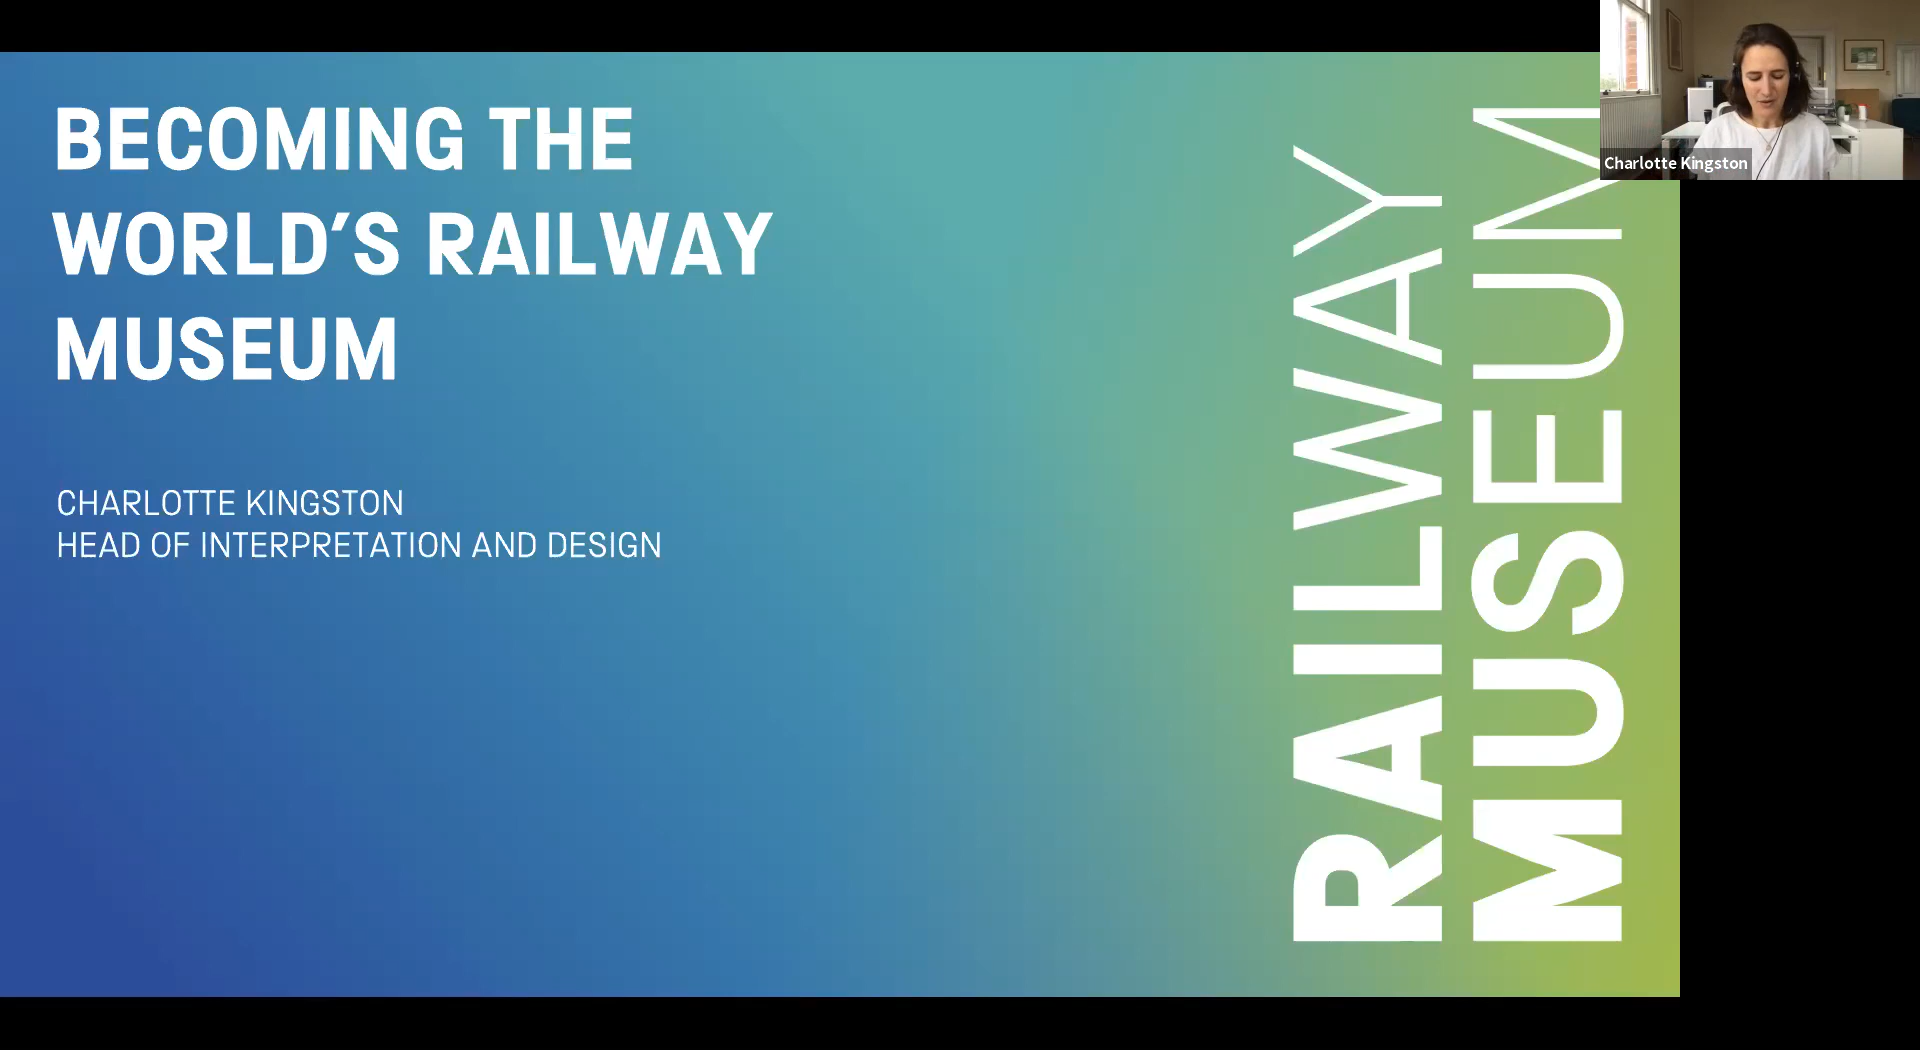 BECOMING THE
WORLD’S RAILWAY
MUSEUM
CHARLOTTE KINGSTON
HEAD OF INTERPRETATION AND DESIGN
RAILWAY
MUSEUM
Charlotte Kingston